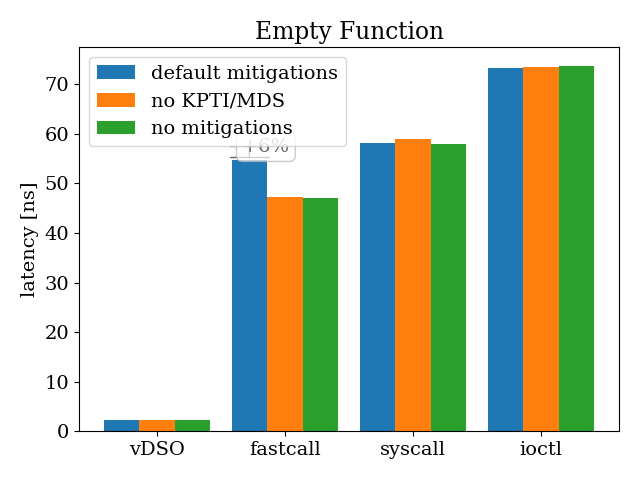 Empty Function
default mitigations
no KPTI/MDS
no mitigations
6%
latency [ns]
70
60
50
40
30
20
10
0
vDSO fastcall syscall ioctl